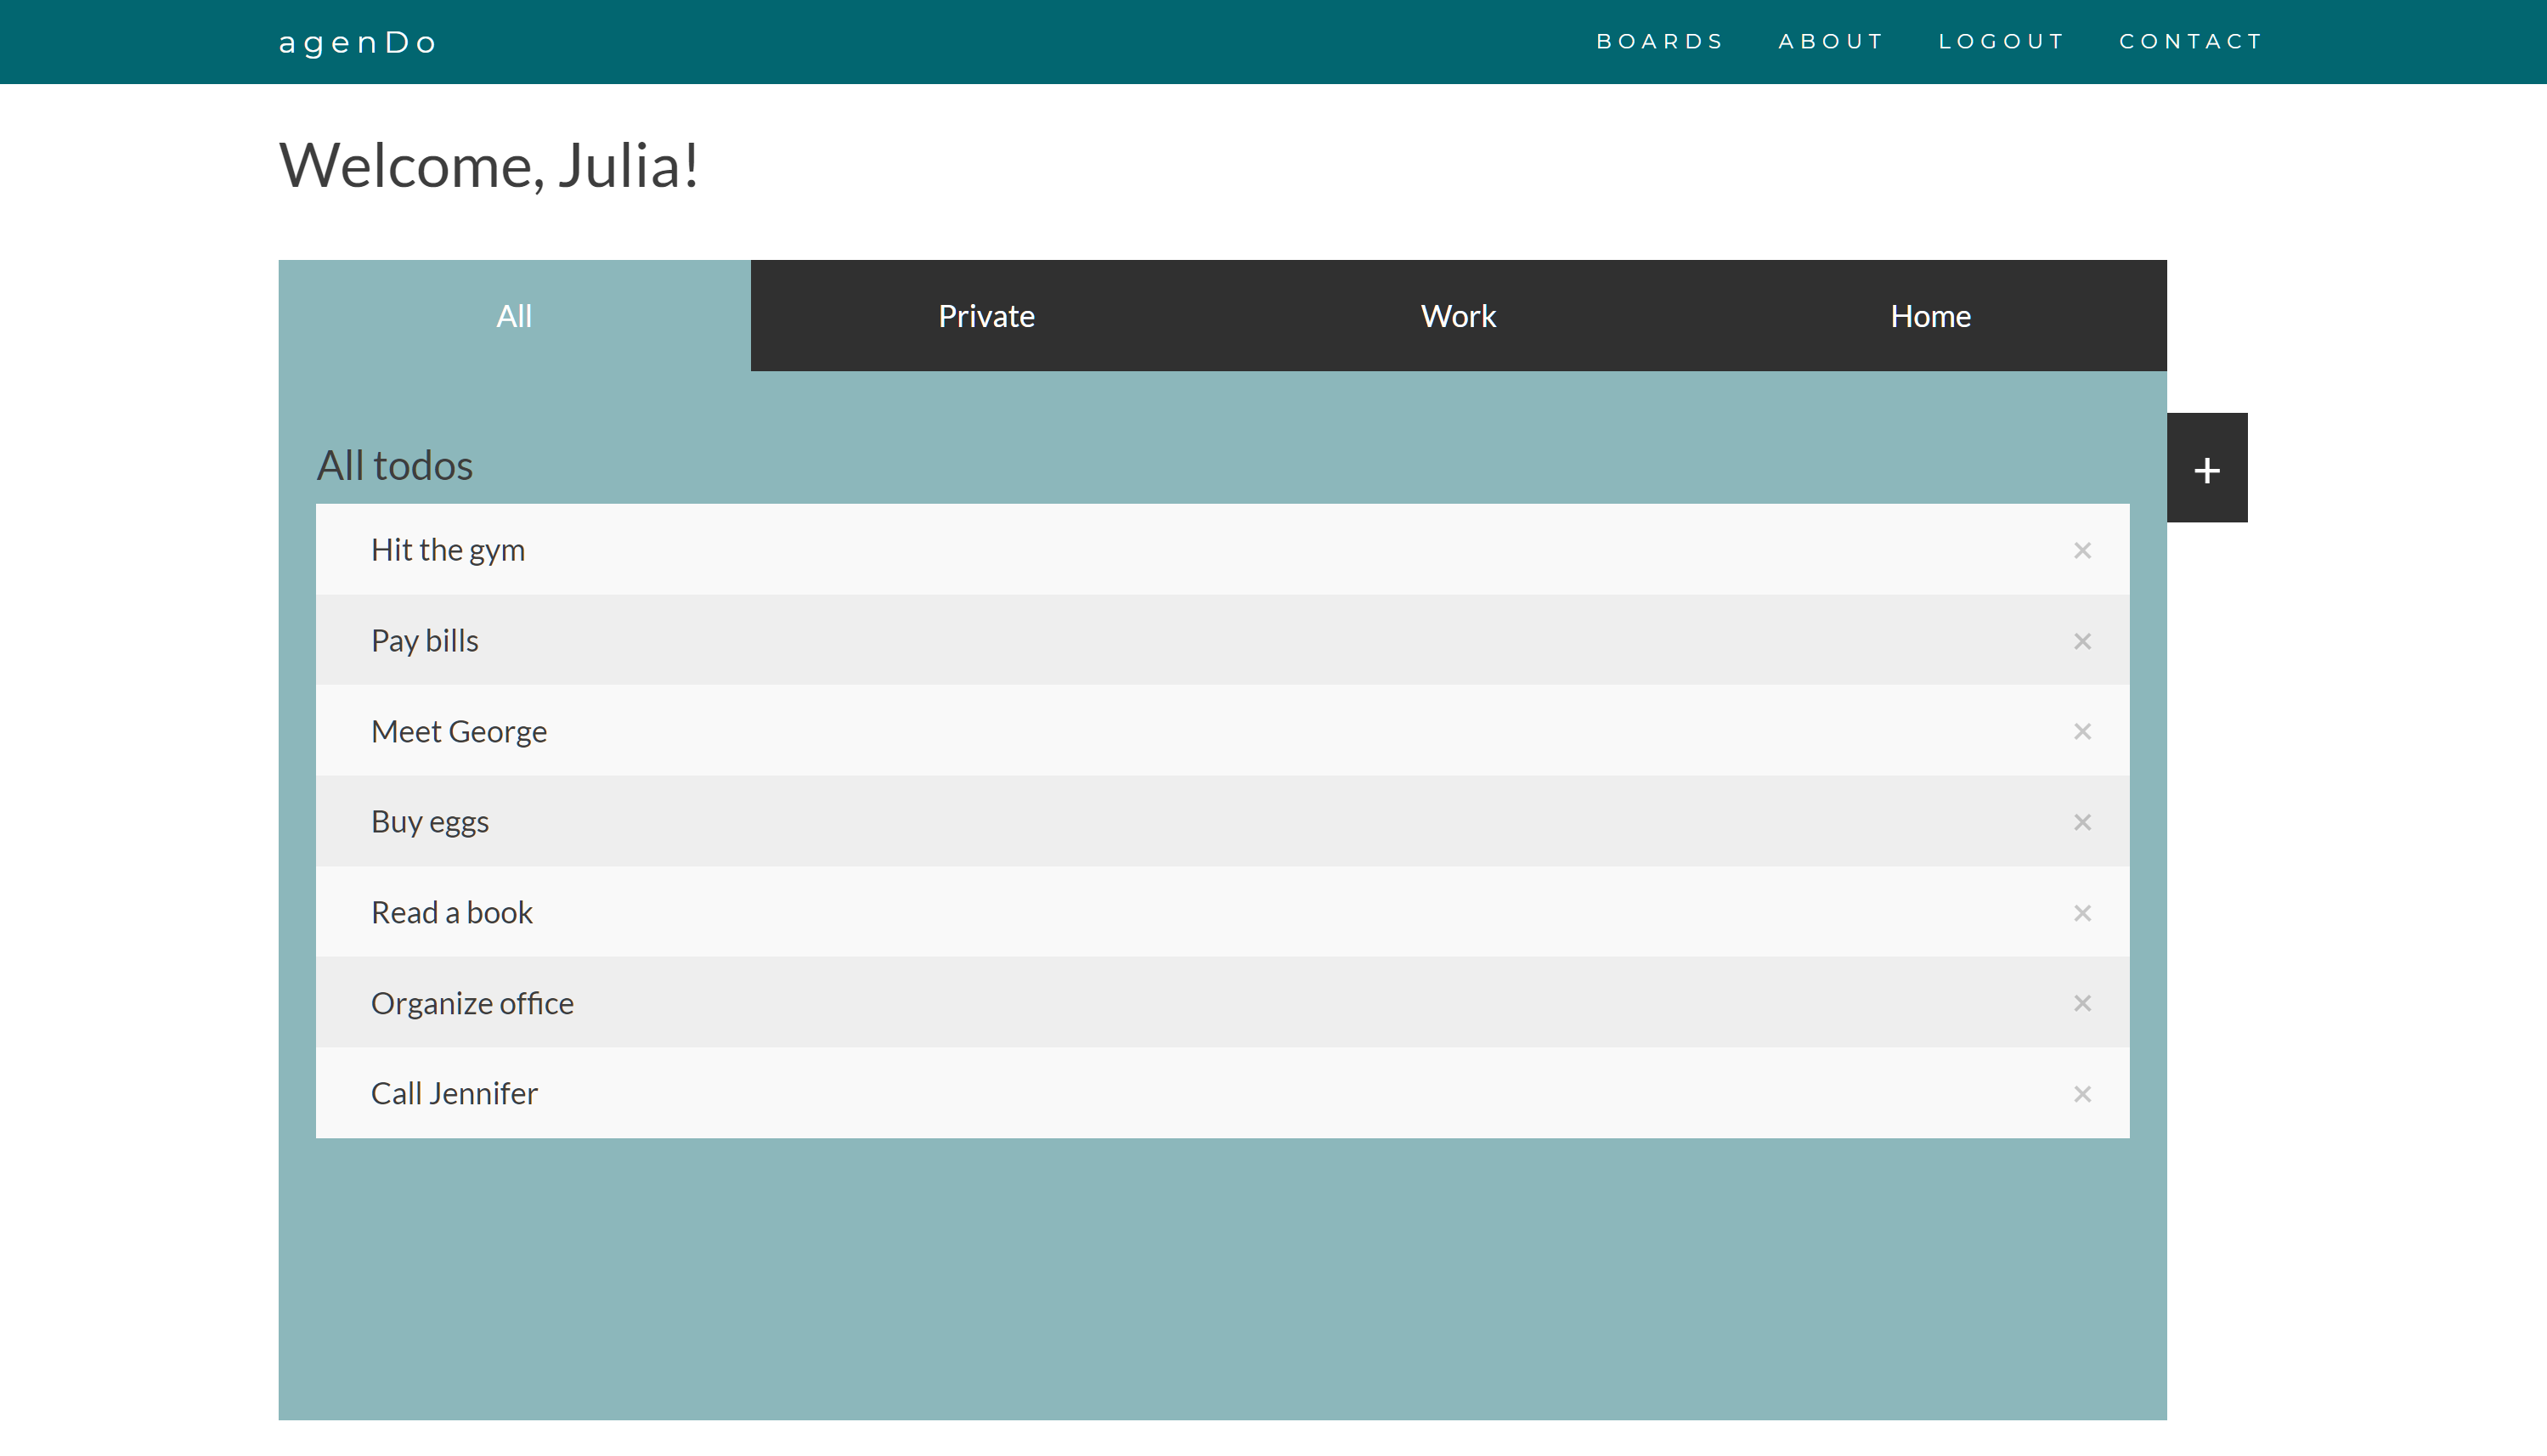 agenDo
BOARDS ABOUT LOGOUT CONTACT
Welcome, Julia!
All Private Work Home
+
All todos
Hit the gym ×
Pay bills ×
Meet George ×
Buy eggs ×
Read a book ×
Organize office ×
Call Jennifer ×